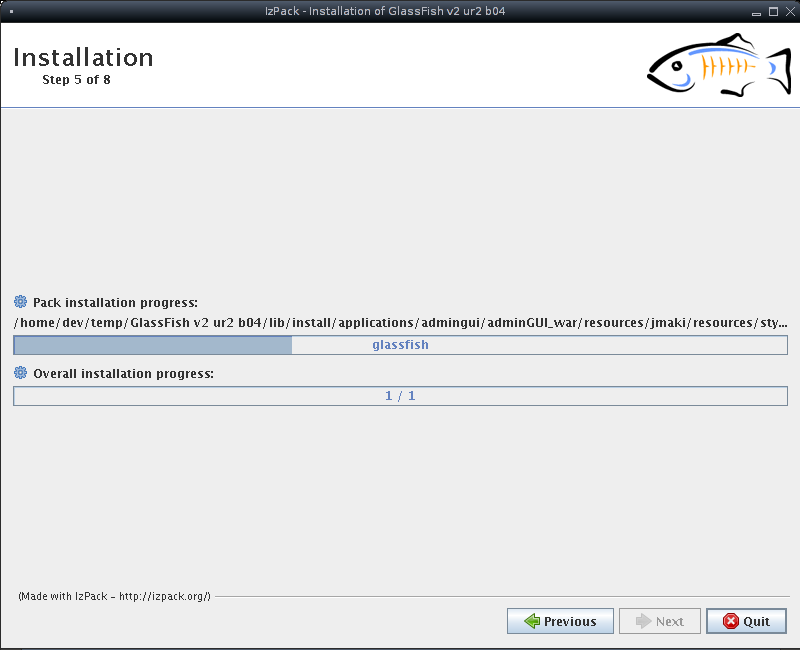 IzPack - Installation of GlassFish v2 ur2 b04
Installation
Step 5 of 8
Pack installation progress:
/home/dev/temp/GlassFish v2 ur2 b04/lib/install/applications/admingui/adminGUI_war/resources/jmaki/resources/sty...
glassfish
Overall installation progress:
1 / 1
(Made with IzPack - http://izpack.org/)
Previous Next Quit